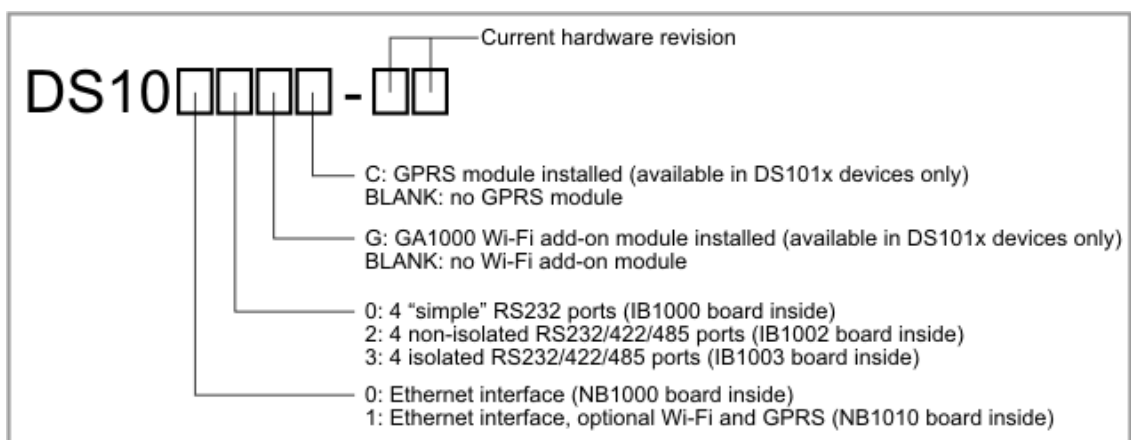 Current hardware revision
DS10□□□□-□□
C: GPRS module installed (available in DS101x devices only)
BLANK: no GPRS module
G: GA1000 Wi-Fi add-on module installed (available in DS101x devices only)
BLANK: no Wi-Fi add-on module
0: 4 “simple” RS232 ports (IB1000 board inside)
2: 4 non-isolated RS232/422/485 ports (IB1002 board inside)
3: 4 isolated RS232/422/485 ports (IB1003 board inside)
0: Ethernet interface (NB1000 board inside)
1: Ethernet interface, optional Wi-Fi and GPRS (NB1010 board inside)